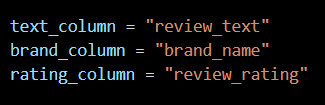 text_column = "review_text"
brand_column = "brand_name"
rating_column = "review_rating"